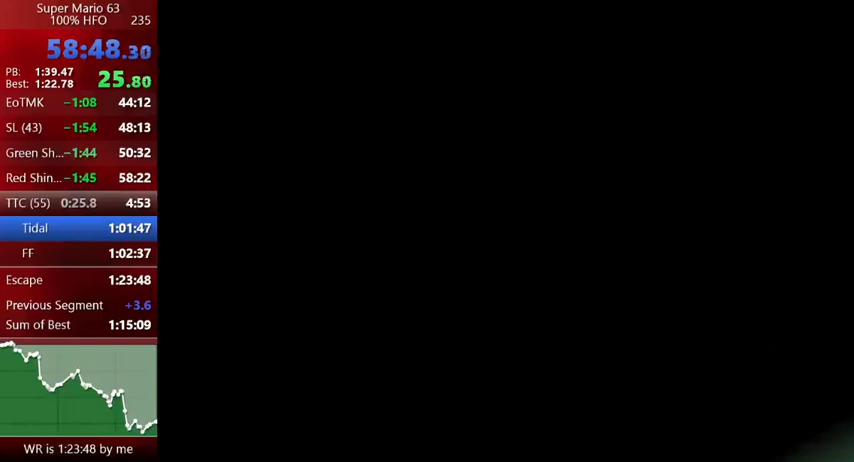 Super Mario 63
100% HFO 235
58:48.30
PB: 1:39.47
Best: 1:22.78
25.80
EoTMK −1:08 44:12
SL (43) −1:54 48:13
Green Sh... −1:44 50:32
Red Shin... −1:45 58:22
TTC (55) 0:25.8 4:53
Tidal 1:01:47
FF 1:02:37
Escape 1:23:48
Previous Segment +3.6
Sum of Best 1:15:09
WR is 1:23:48 by me